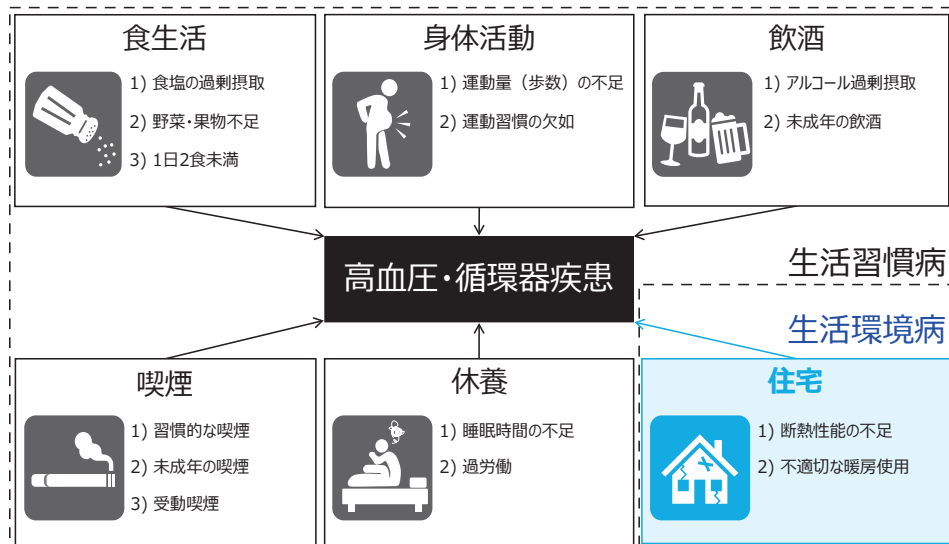 食生活
1) 食塩の過剰摂取
2) 野菜・果物不足
3) 1日2食未満
身体活動
1) 運動量（歩数）の不足
2) 運動習慣の欠如
飲酒
1) アルコール過剰摂取
2) 未成年の飲酒
高血圧・循環器疾患
生活習慣病
生活環境病
喫煙
1) 習慣的な喫煙
2) 未成年の喫煙
3) 受動喫煙
休養
1) 睡眠時間の不足
2) 過労働
住宅
1) 断熱性能の不足
2) 不適切な暖房使用